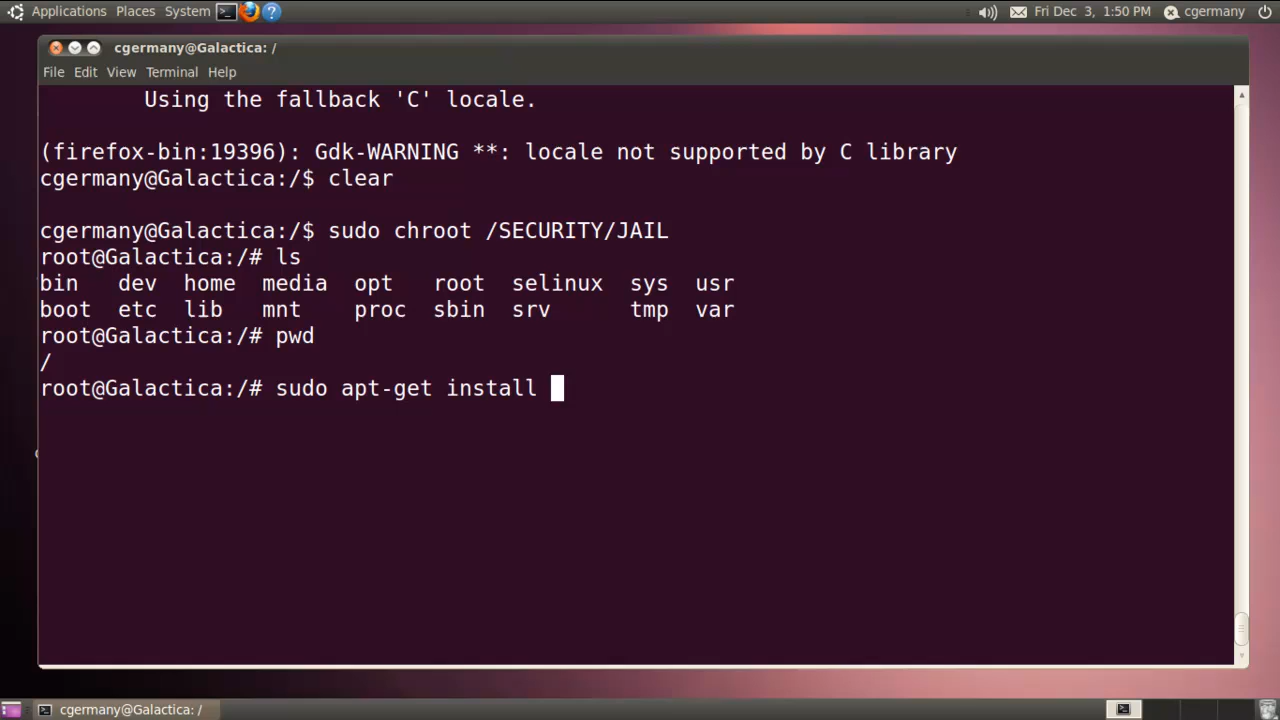 Applications Places System Fri Dec 3, 1:50 PM cgermany
cgermany@Galactica: /
File Edit View Terminal Help
Using the fallback 'C' locale.
(firefox-bin:19396): Gdk-WARNING **: locale not supported by C library
cgermany@Galactica:/$ clear
cgermany@Galactica:/$ sudo chroot /SECURITY/JAIL
root@Galactica:/# ls
bin dev home media opt root selinux sys usr
boot etc lib mnt proc sbin srv tmp var
root@Galactica:/# pwd
/
root@Galactica:/# sudo apt-get install
cgermany@Galactica: /